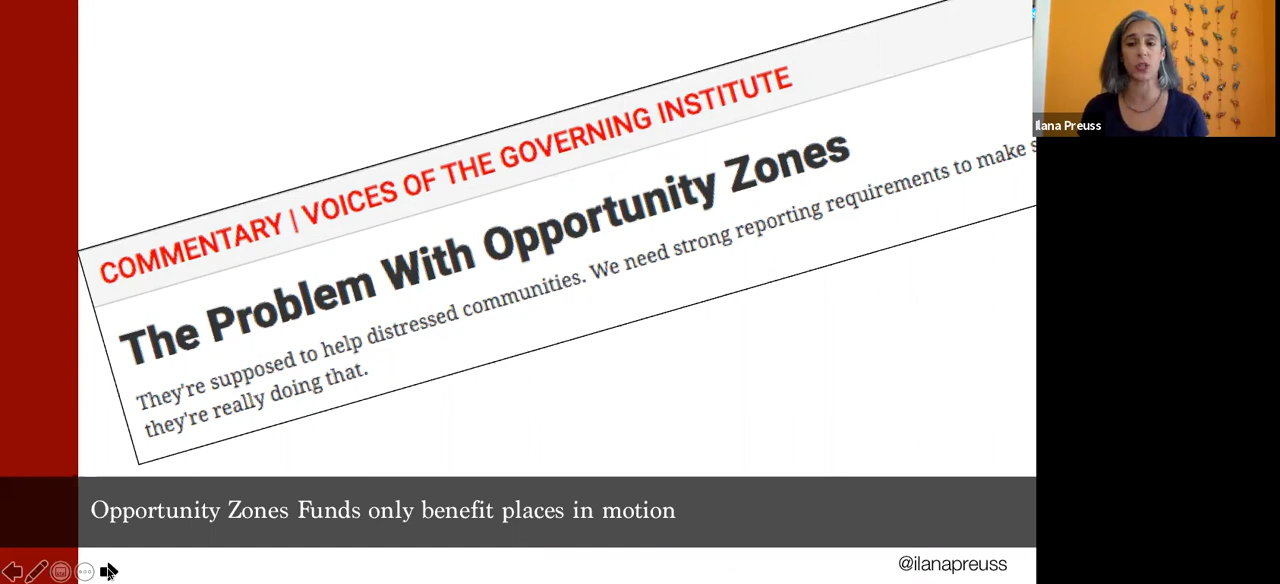 COMMENTARY | VOICES OF THE GOVERNING INSTITUTE
The Problem With Opportunity Zones
They're supposed to help distressed communities. We need strong reporting requirements to make
they're really doing that.
Opportunity Zones Funds only benefit places in motion
@ilanapreuss
Ilana Preuss